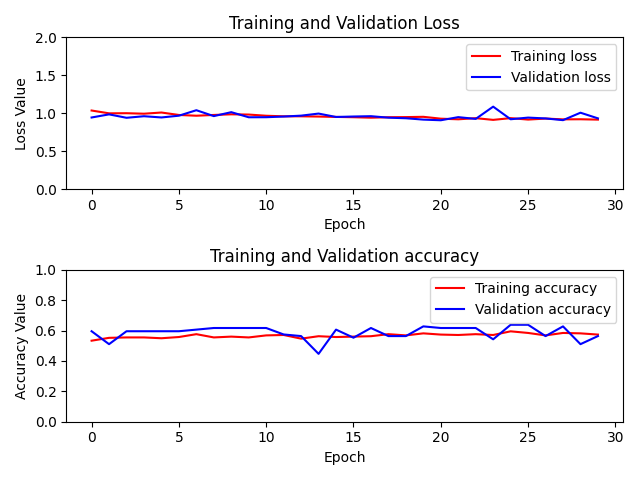 Training and Validation Loss
2.0
1.5
1.0
0.5
0.0
Loss Value
Training loss
Validation loss
0 5 10 15 20 25 30
Epoch
Training and Validation accuracy
1.0
0.8
0.6
0.4
0.2
0.0
Accuracy Value
Training accuracy
Validation accuracy
0 5 10 15 20 25 30
Epoch